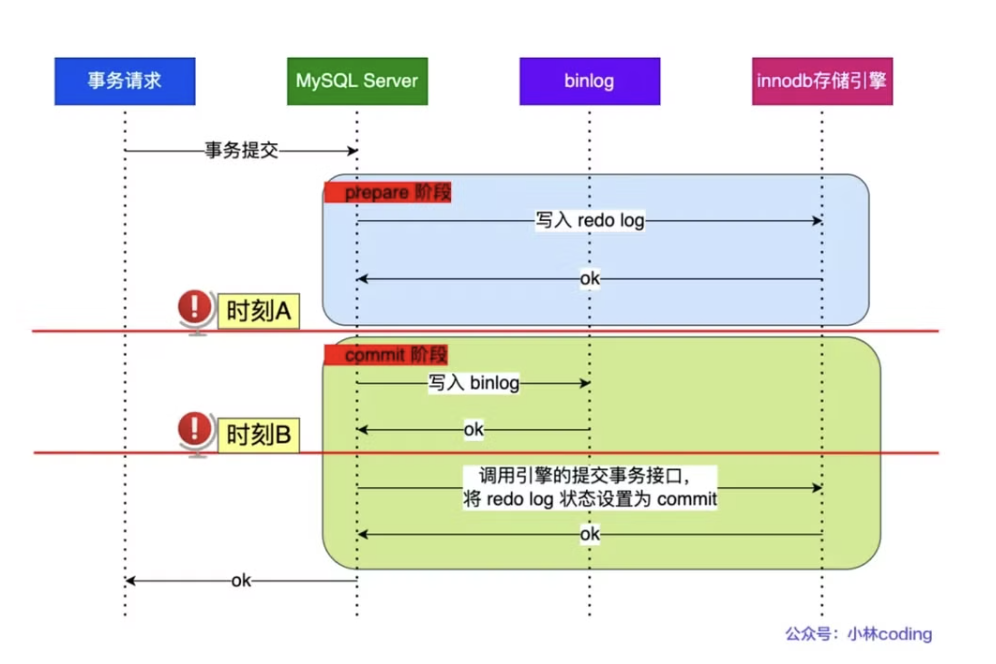 事务请求
MySQL Server
binlog
innodb存储引擎
事务提交
prepare 阶段
写入 redo log
ok
时刻A
commit 阶段
写入 binlog
ok
时刻B
调用引擎的提交事务接口,
将 redo log 状态设置为 commit
ok
ok
公众号：小林coding